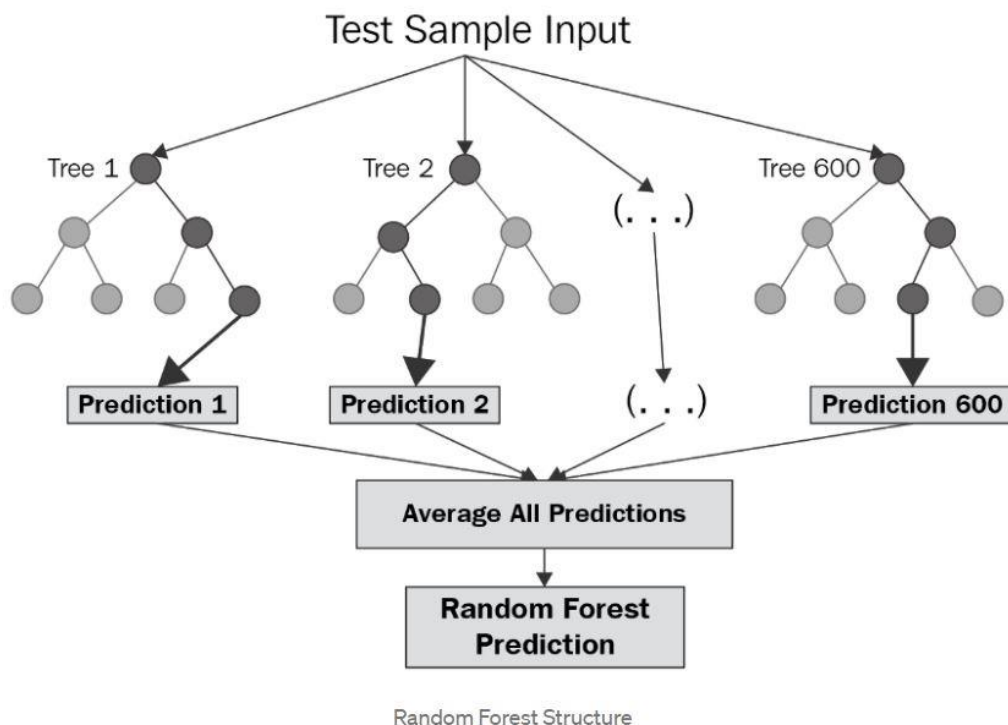 Test Sample Input
Tree 1
Tree 2
(. . .)
Tree 600
Prediction 1
Prediction 2
(. . .)
Prediction 600
Average All Predictions
Random Forest
Prediction
Random Forest Structure